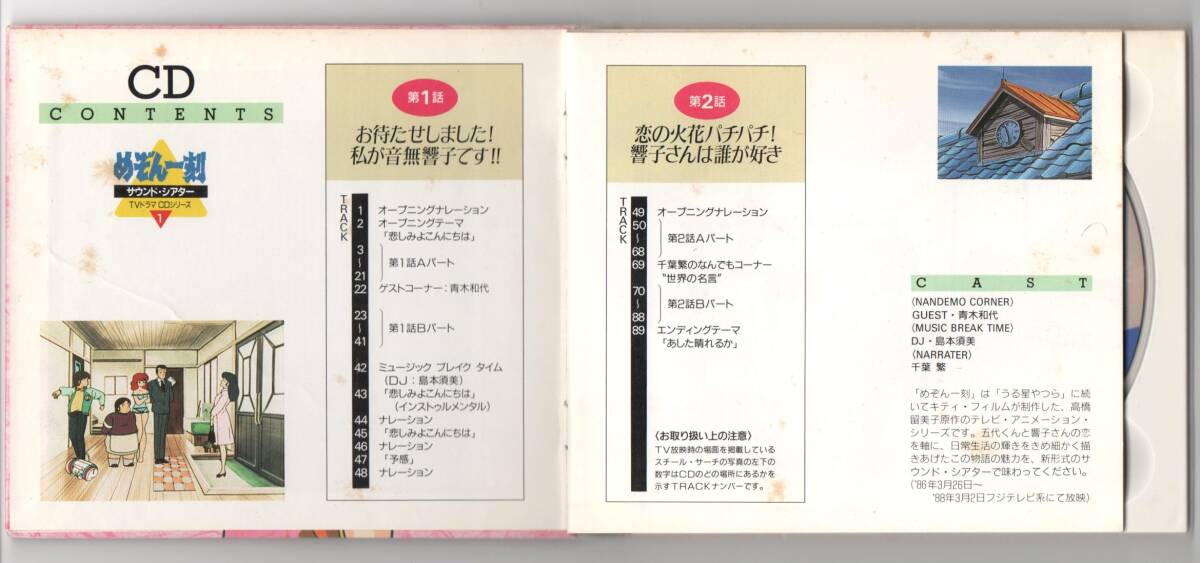 CD
CONTENTS
めぞん一刻
サウンド・シアター
TVドラマ CDシリーズ
1
第1話
お待たせしました!
私が音無響子です!!
TRACK
1 オープニングナレーション
2 オープニングテーマ
「悲しみよこんにちは」
3
〜 第1話Aパート
21
22 ゲストコーナー:青木和代
23
〜 第1話Bパート
41
42 ミュージック ブレイク タイム
(DJ:島本須美)
43 「悲しみよこんにちは」
(インストゥルメンタル)
44 ナレーション
45 「悲しみよこんにちは」
46 ナレーション
47 「予感」
48 ナレーション
第2話
恋の火花パチパチ!
響子さんは誰が好き
TRACK
49 オープニングナレーション
50
〜 第2話Aパート
68
69 千葉繁のなんでもコーナー
“世界の名言”
70
〜 第2話Bパート
88
89 エンディングテーマ
「あした晴れるか」
〈お取り扱い上の注意〉
TV放映時の場面を掲載している
スチール・サーチの写真の左下の
数字はCDのどの場所にあるかを
示すTRACKナンバーです。
CAST
〈NANDEMO CORNER〉
GUEST・青木和代
〈MUSIC BREAK TIME〉
DJ・島本須美
〈NARRATER〉
千葉 繁
「めぞん一刻」は「うる星やつら」に続
いてキティ・フィルムが制作した、高橋
留美子原作のテレビ・アニメーション・
シリーズです。五代くんと響子さんの恋
を軸に、日常生活の輝きをきめ細かく描
きあげたこの物語の魅力を、新形式のサ
ウンド・シアターで味わってください。
('86年3月26日〜
'88年3月2日フジテレビ系にて放映)